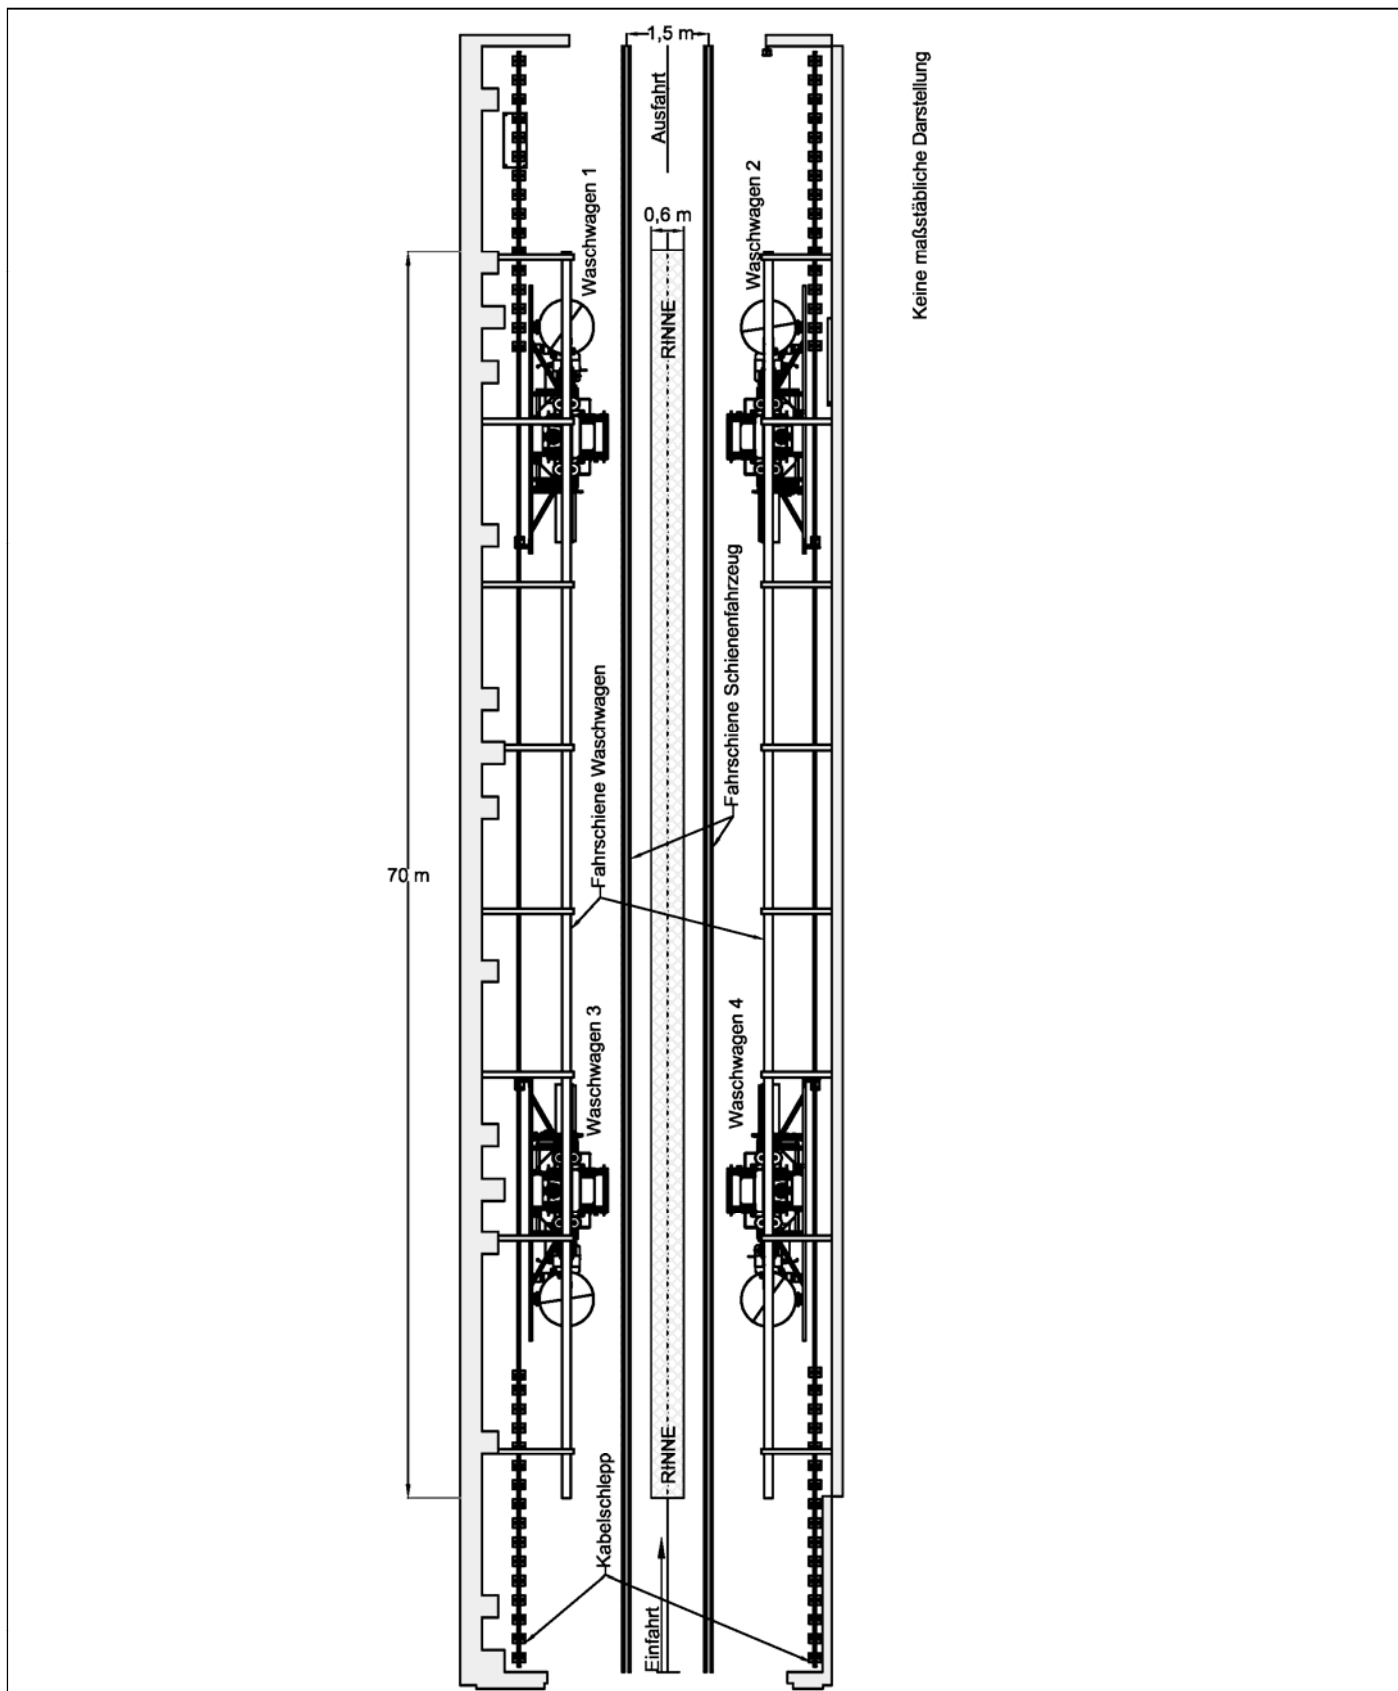 1,5 m
Ausfahrt
Keine maßstäbliche Darstellung
Waschwagen 1
0,6 m
Waschwagen 2
RINNE
Fahrschiene Waschwagen
Fahrschiene Schienenfahrzeug
70 m
Waschwagen 3
Waschwagen 4
RINNE
Kabelschlepp
Einfahrt